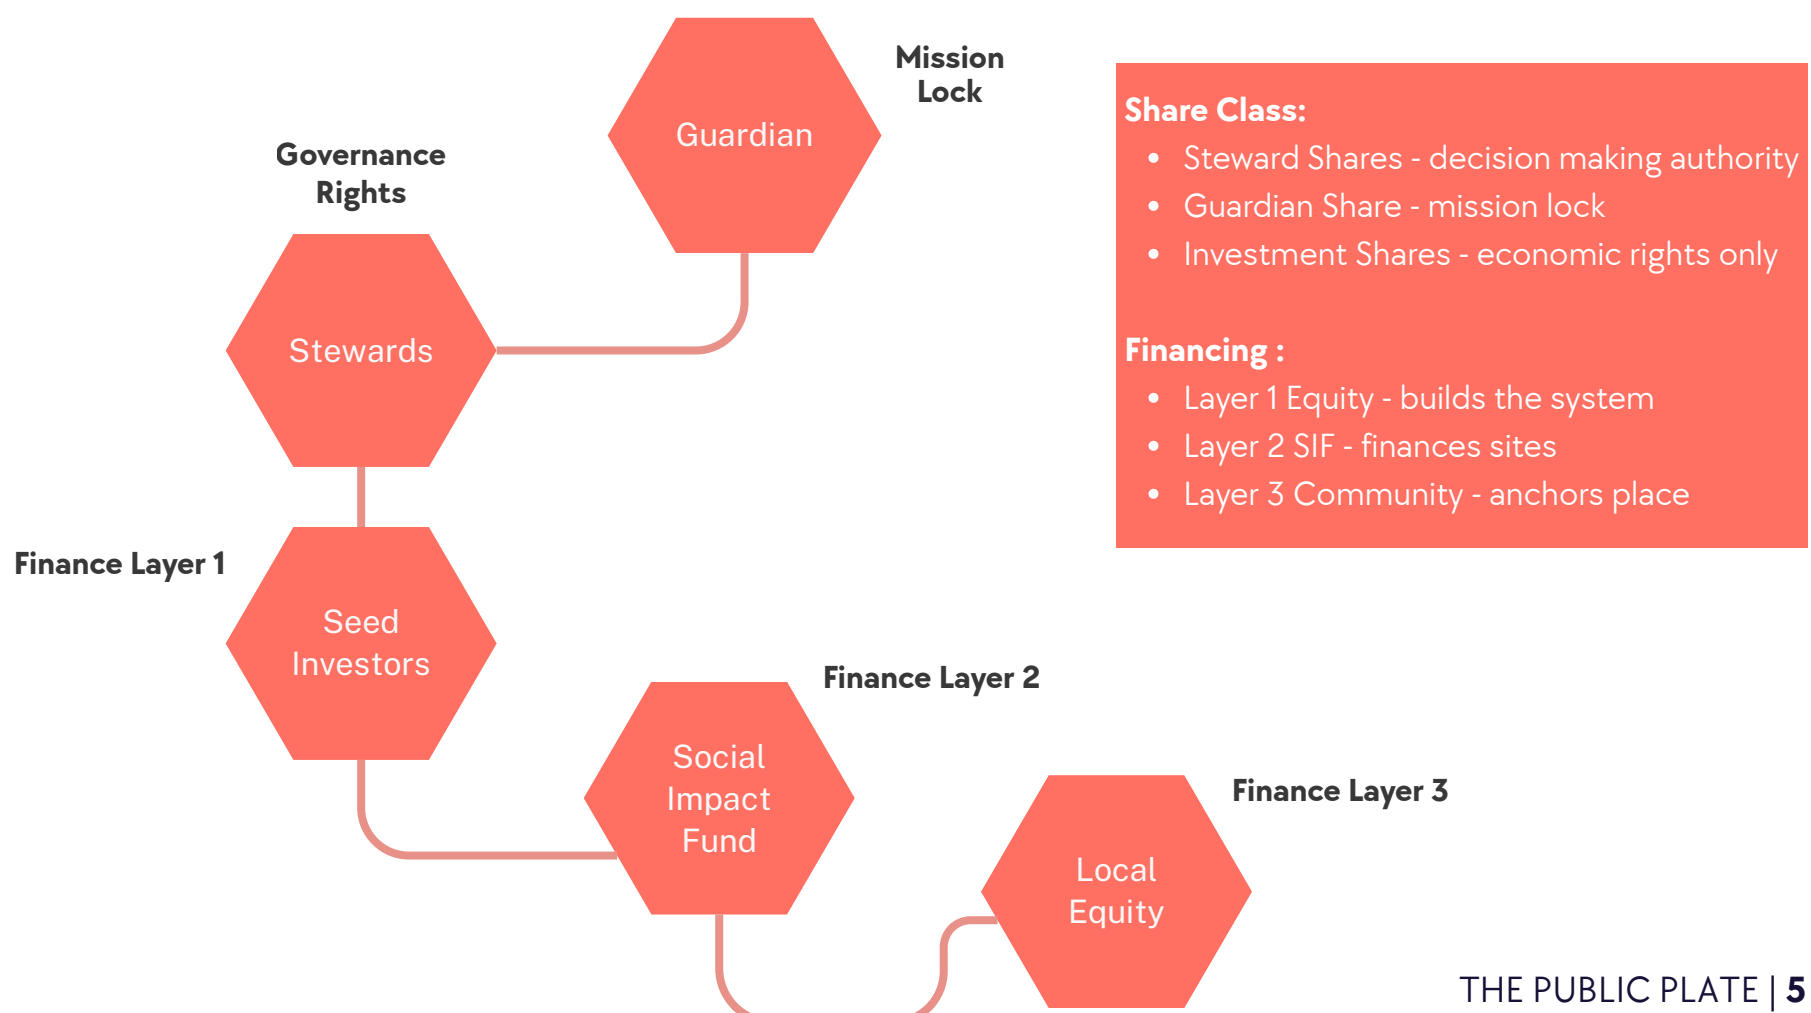 Mission
Lock
Guardian
Governance
Rights
Stewards
Finance Layer 1
Seed
Investors
Finance Layer 2
Social
Impact
Fund
Finance Layer 3
Local
Equity
Share Class:
• Steward Shares - decision making authority
• Guardian Share - mission lock
• Investment Shares - economic rights only
Financing :
• Layer 1 Equity - builds the system
• Layer 2 SIF - finances sites
• Layer 3 Community - anchors place
THE PUBLIC PLATE | 5